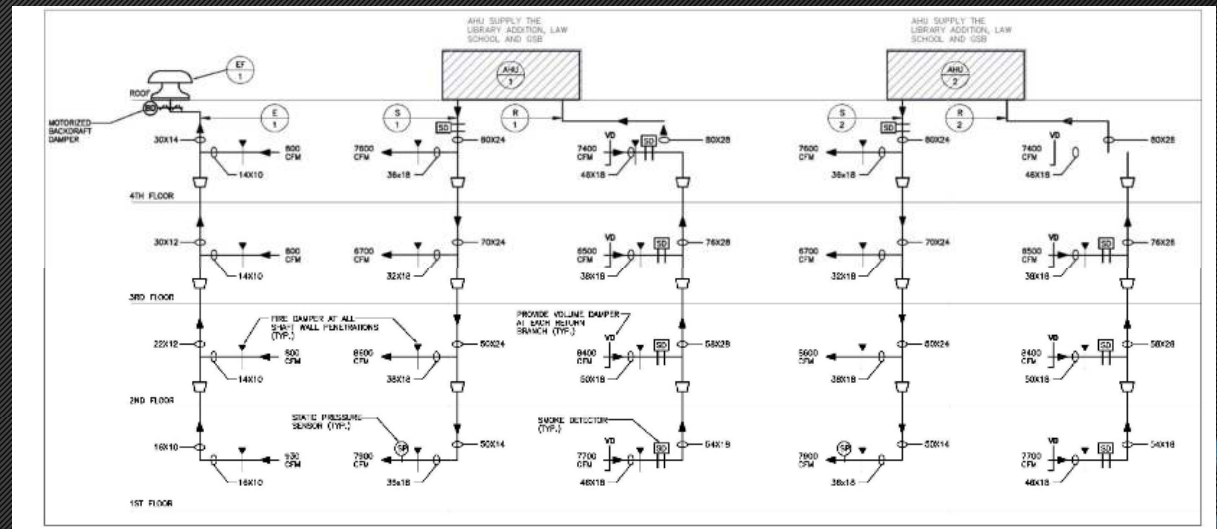 AHU SUPPLY THE
LIBRARY ADDITION, LAW
SCHOOL AND GSB
AHU SUPPLY THE
LIBRARY ADDITION, LAW
SCHOOL AND GSB
EF
1
AHU
1
AHU
2
ROOF
MOTORIZED
BACKDRAFT
DAMPER
E
1
S
1
R
1
S
2
R
2
SD
SD
30X14
800
CFM
14X10
7600
CFM
80X24
36x18
7400
CFM
VD
SD
80X28
48X18
7600
CFM
80X24
36x18
7400
CFM
VD
80X28
46X18
4TH FLOOR
30X12
800
CFM
14X10
6700
CFM
70X24
32X18
6500
CFM
VD
SD
76X28
38X18
6700
CFM
70X24
32X18
6500
CFM
VD
SD
76X28
38X18
3RD FLOOR
FIRE DAMPER AT ALL
SHAFT WALL PENETRATIONS
(TYP.)
PROVIDE VOLUME DAMPER
AT EACH RETURN
BRANCH (TYP.)
22X12
800
CFM
14X10
8600
CFM
50X24
38X18
8400
CFM
VD
SD
58X28
50X18
CFM
38X18
8400
CFM
VD
SD
58X28
50X18
2ND FLOOR
STATIC PRESSURE
SENSOR (TYP.)
SMOKE DETECTOR
(TYP.)
16X10
CFM
16X10
7900
CFM
SP
50X14
7700
CFM
VD
SD
48X18
7900
CFM
SP
50X14
36x18
7700
CFM
VD
SD
54X18
46X18
1ST FLOOR